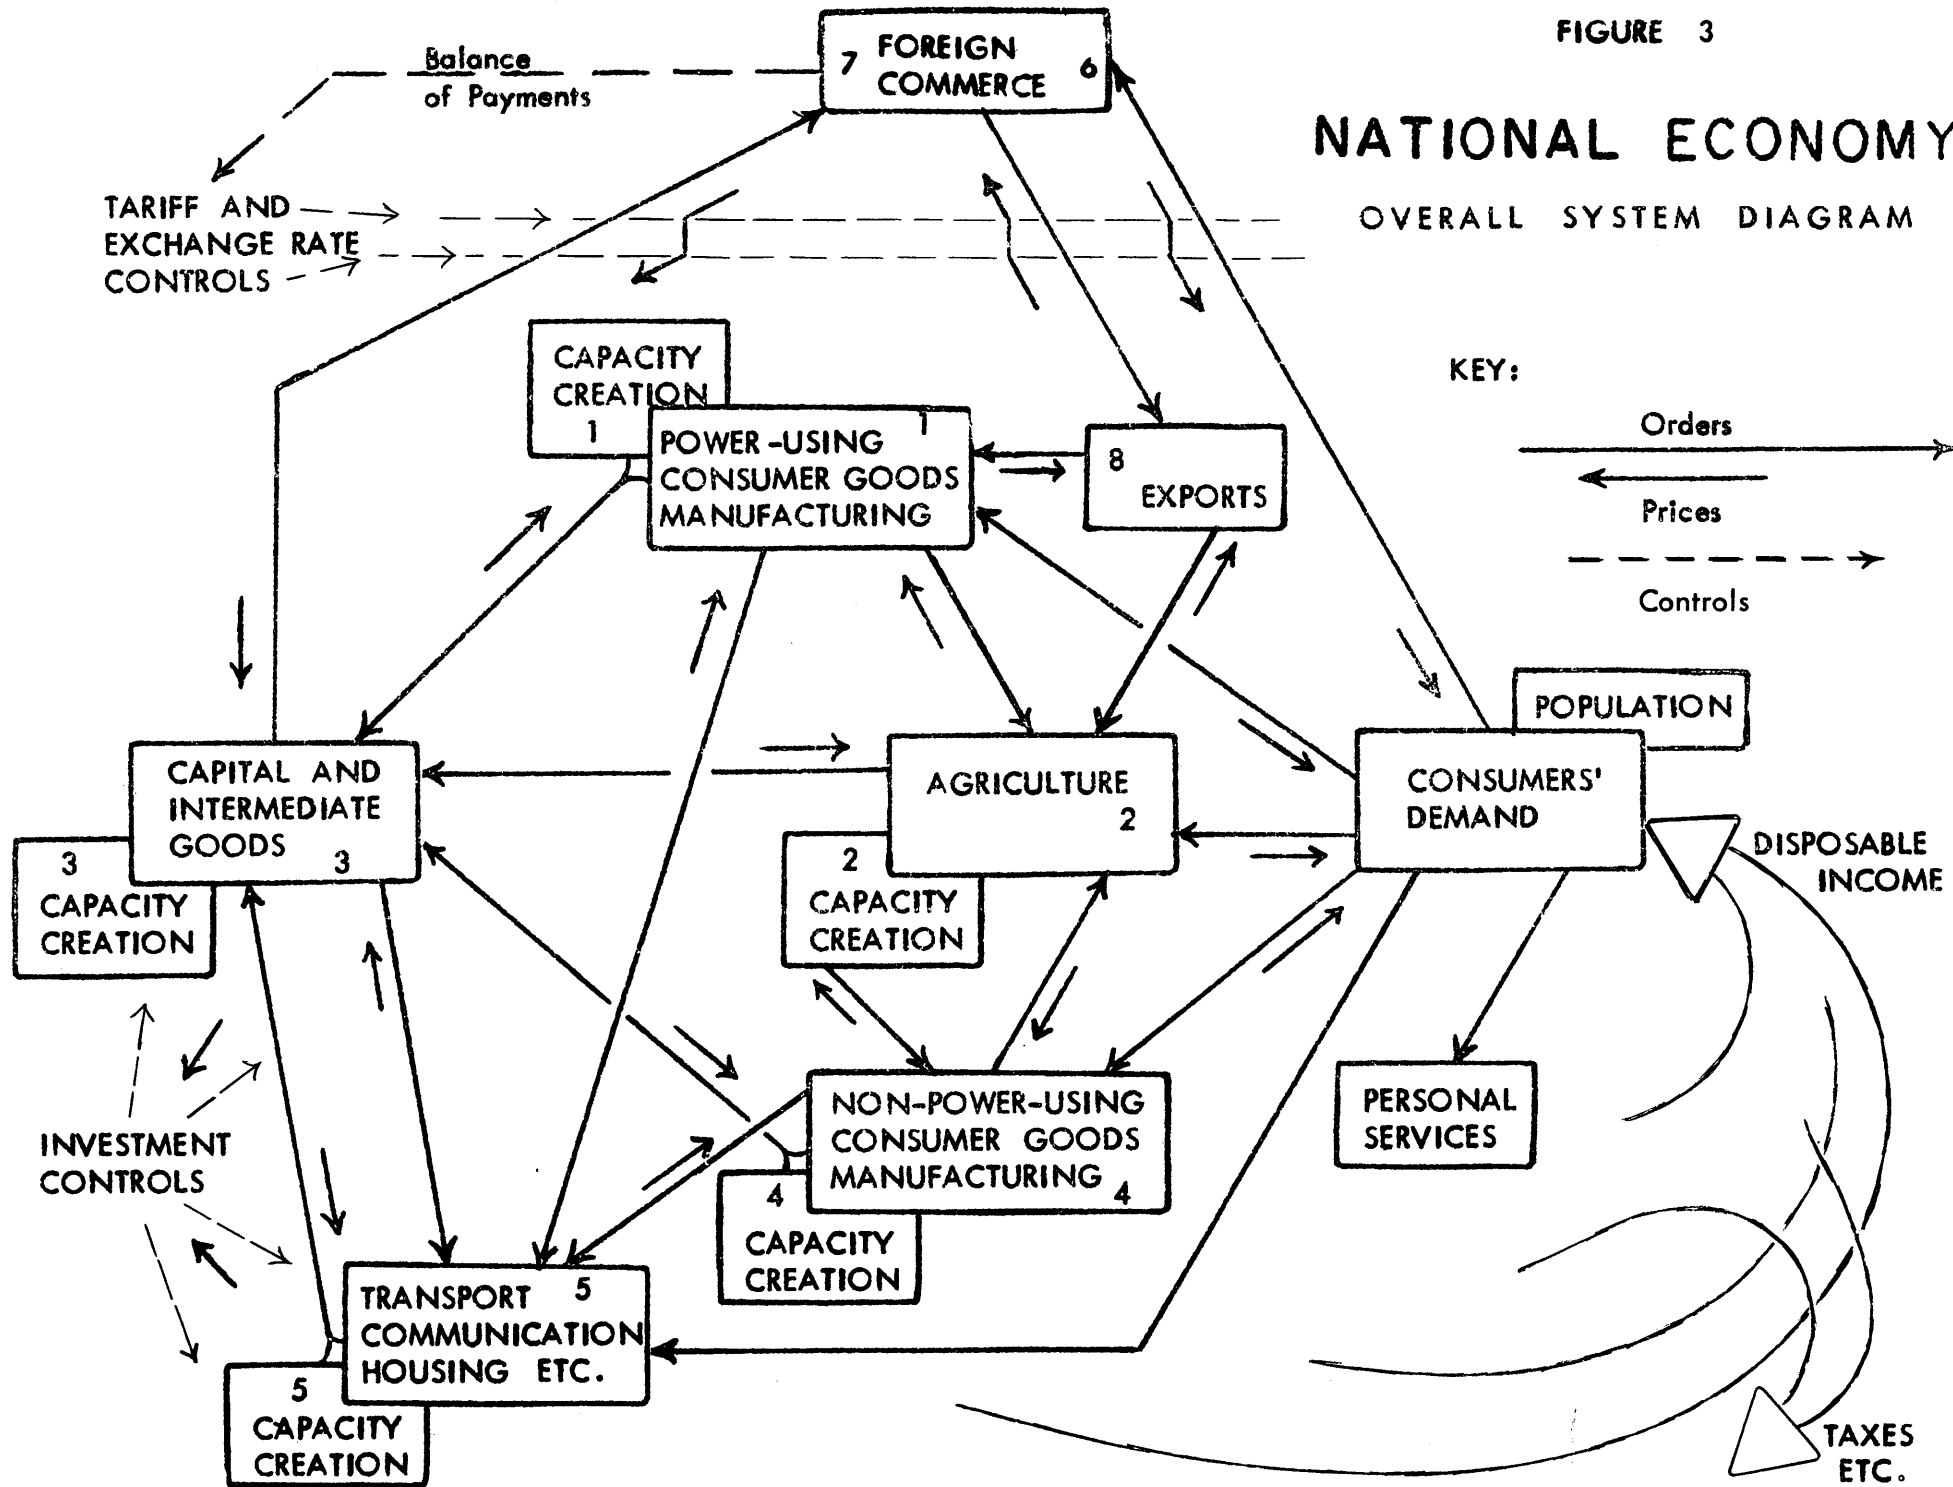 FIGURE 3
NATIONAL ECONOMY
OVERALL SYSTEM DIAGRAM
7 FOREIGN
COMMERCE 6
Balance
of Payments
TARIFF AND
EXCHANGE RATE
CONTROLS
KEY:
Orders
Prices
Controls
CAPACITY
CREATION
1
1
POWER-USING
CONSUMER GOODS
MANUFACTURING
8
EXPORTS
POPULATION
CONSUMERS'
DEMAND
CAPITAL AND
INTERMEDIATE
GOODS 3
3
CAPACITY
CREATION
AGRICULTURE
2
2
CAPACITY
CREATION
DISPOSABLE
INCOME
INVESTMENT
CONTROLS
NON-POWER-USING
CONSUMER GOODS
MANUFACTURING 4
4
CAPACITY
CREATION
PERSONAL
SERVICES
TRANSPORT 5
COMMUNICATION
HOUSING ETC.
5
CAPACITY
CREATION
TAXES
ETC.